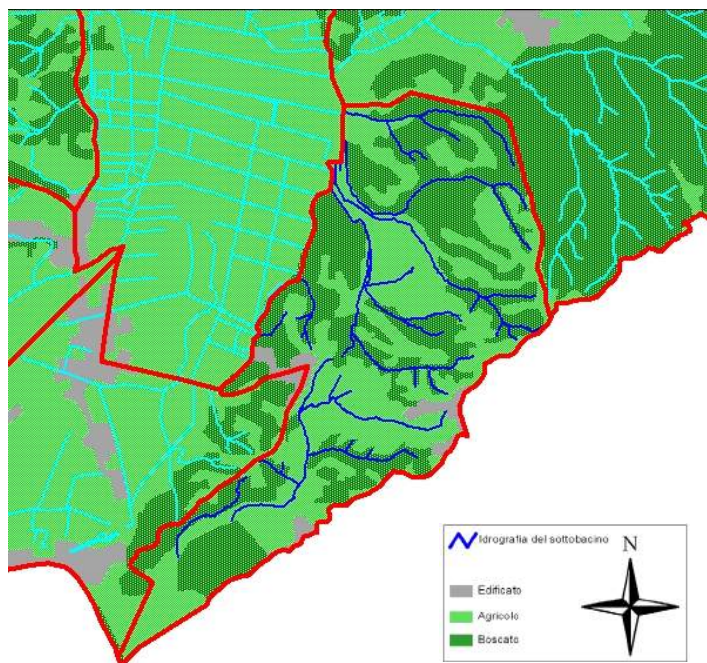 Idrografia del sottobacino
N
Edificato
Agricolo
Boscato